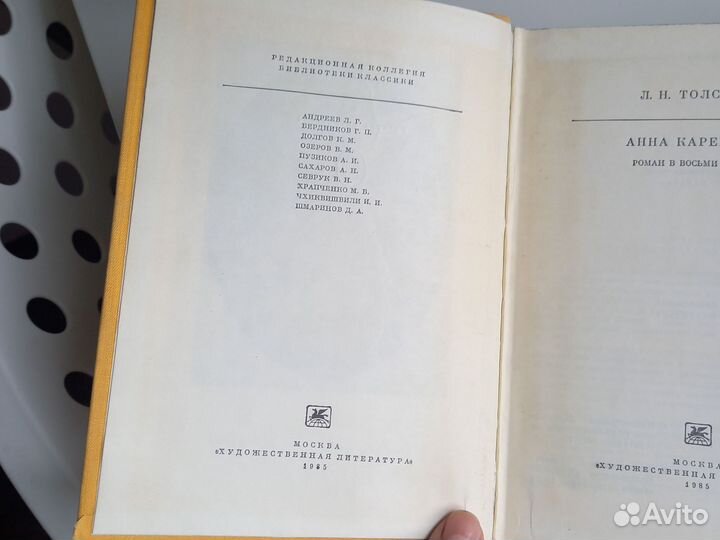 РЕДАКЦИОННАЯ КОЛЛЕГИЯ
БИБЛИОТЕКИ КЛАССИКИ
АНДРЕЕВ Л. Г.
БЕРДНИКОВ Г. П.
ДОЛГОВ К. М.
ОЗЕРОВ В. М.
ПУЗИКОВ А. И.
САХАРОВ А. Н.
СЕВРУК В. Н.
ХРАПЧЕНКО М. Б.
ЧХИКВИШВИЛИ И. И.
ШМАРИНОВ Д. А.
МОСКВА
«ХУДОЖЕСТВЕННАЯ ЛИТЕРАТУРА»
1985
Л. Н. ТОЛС
АННА КАРЕ
РОМАН В ВОСЬМИ
МОСКВА
«ХУДОЖЕСТВЕННАЯ
1985
Avito